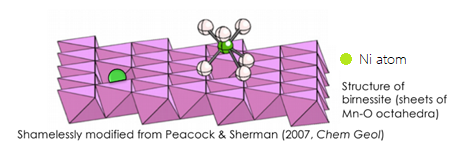 Ni atom
Structure of
birnessite (sheets of
Mn-O octahedra)
Shamelessly modified from Peacock & Sherman (2007, Chem Geol)